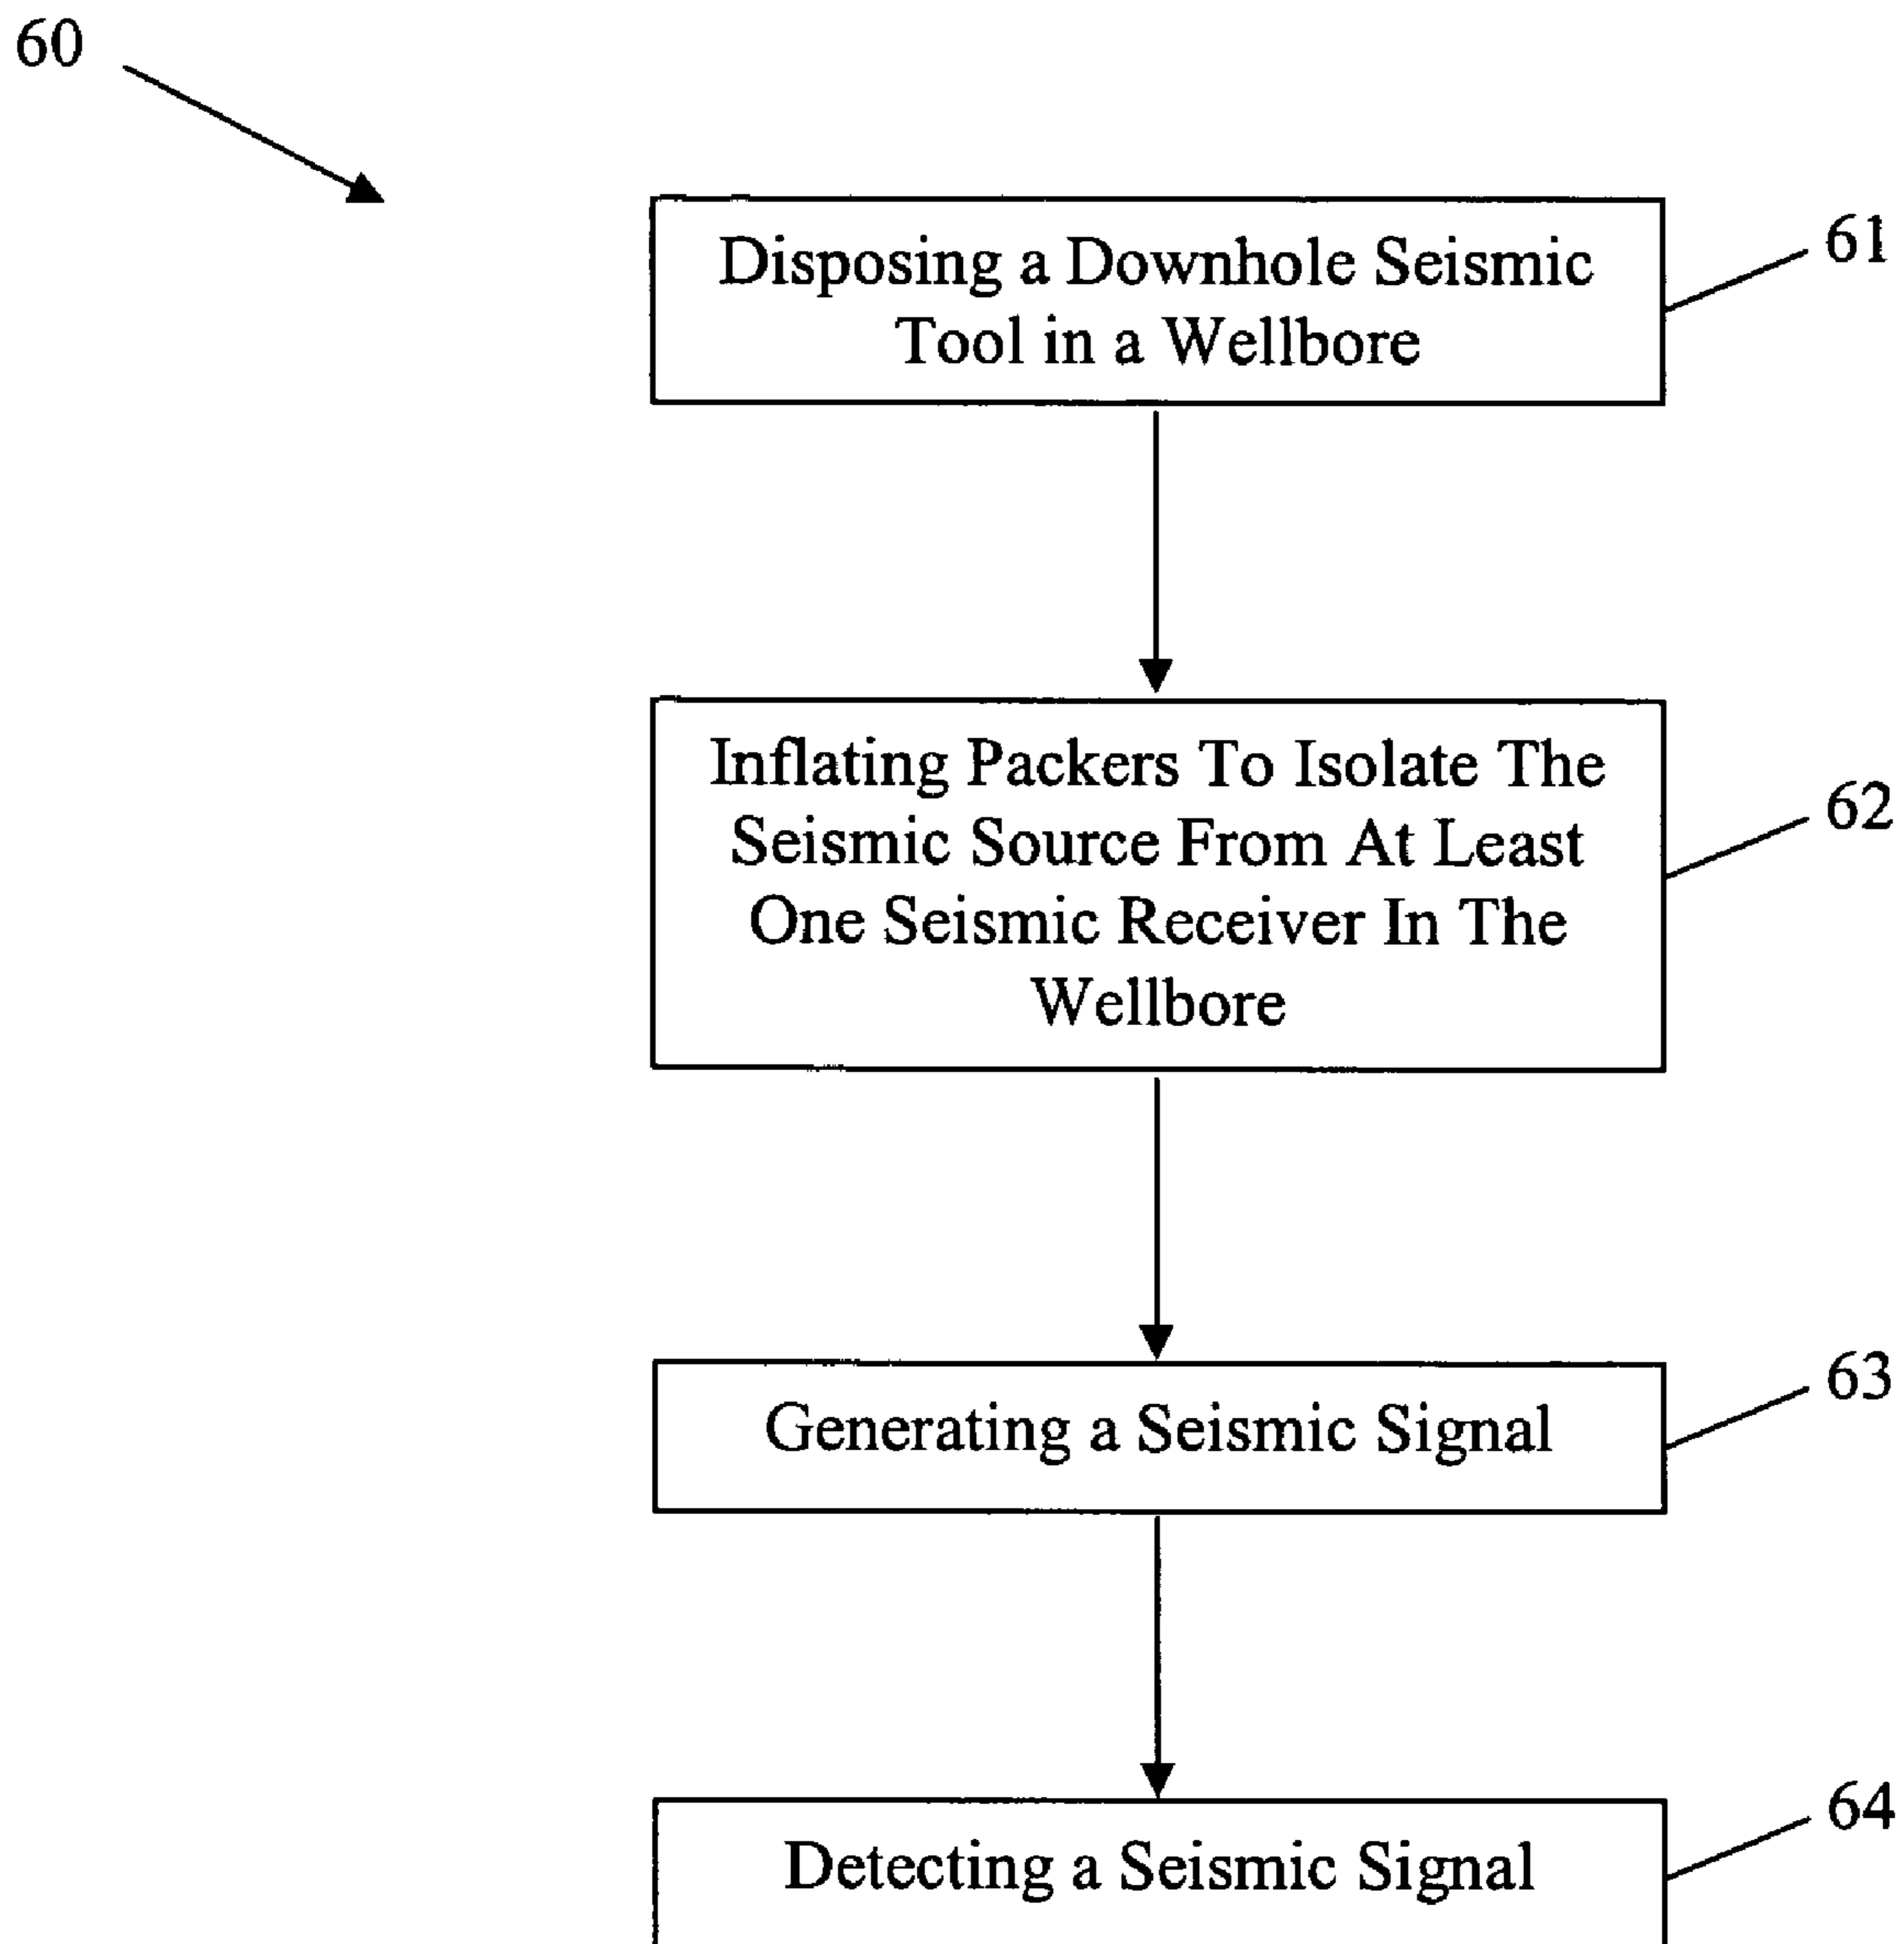 60
Disposing a Downhole Seismic
Tool in a Wellbore
61
Inflating Packers To Isolate The
Seismic Source From At Least
One Seismic Receiver In The
Wellbore
62
Generating a Seismic Signal
63
Detecting a Seismic Signal
64